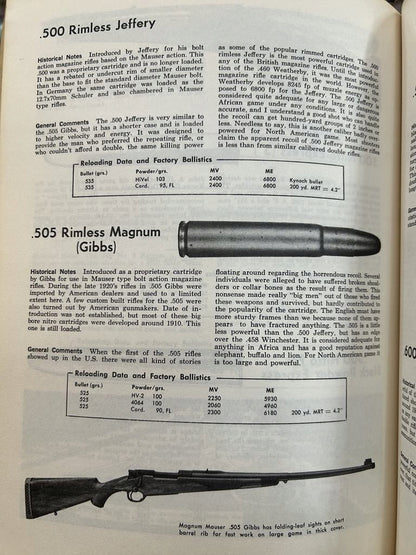 .500 Rimless Jeffery
Historical Notes Introduced by Jeffery for his bolt
action magazine rifles based on the Mauser action. The
.500 was a proprietary cartridge and is no longer loaded.
It has a rebated or undercut rim of smaller diameter
than the base to fit the standard diameter Mauser bolt.
In Germany the same cartridge was loaded as the
12.7x70mm Schuler and also chambered in Mauser
type rifles.
General Comments The .500 Jeffery is very similar to
the .505 Gibbs, but it has a shorter case and is loaded
to higher velocity and energy. It was designed to
provide the man who preferred the repeating rifle, or
who couldn't afford a double, the same killing power
as some of the popular rimmed cartridges. The .500
rimless Jeffery is the most powerful cartridge used in
any of the British magazine rifles. Until the introduction
of the .460 Weatherby, it was the most powerful
magazine rifle cartridge in the world. However, the
Weatherby develops 8245 fp of muzzle energy as op-
posed to 6800 fp for the Jeffery. The .500 is
considered quite adequate for any large or dangerous
African game under any conditions. It is also quite
accurate, and I understand a good shot who can handle
the recoil can get hundred-yard groups of 2 inches or
less. Needless to say, this is another caliber badly over-
powered for North American game. Most shooters
claim the apparent recoil of .500 Jeffery magazine rifles
is less than from similar calibered double rifles.
Reloading Data and Factory Ballistics
Bullet (grs.) Powder/grs. MV ME
535 HiVel 103 2400 6800 Kynoch bullet
535 Cord. 95, FL 2400 6800 200 yd. MRT = 4.2"
.505 Rimless Magnum
(Gibbs)
Historical Notes Introduced as a proprietary cartridge
by Gibbs for use in Mauser type bolt action magazine
rifles. During the late 1920's rifles in .505 Gibbs were
imported by American dealers and used to a limited
extent here. A few custom built rifles for the .505 were
also turned out by American gunmakers. Date of in-
troduction was not established, but most of these big
bore nitro cartridges were developed around 1910. This
one is still loaded.
General Comments When the first of the .505 rifles
showed up in the U.S. there were all kinds of stories
floating around regarding the horrendous recoil. Several
individuals were alleged to have suffered broken shoul-
ders or collar bones as the result of firing them. This
nonsense made really "big men" out of those who fired
these weapons and survived, but hardly contributed to
the popularity of the cartridge. The English must have
more sturdy frames than we because none of them ap-
pears to have fractured anything. The .505 is a little
less powerful than the .500 Jeffery, but has an edge
over the .458 Winchester. It is considered adequate for
anything in Africa and has a good reputation against
elephant, buffalo and lion. For North American game it
is too large and powerful.
Reloading Data and Factory Ballistics
Bullet (grs.) Powder/grs. MV ME
525 HV-2 100 2250 5930
525 4064 100 2060 4960
525 Cord. 90, FL 2300 6180 200 yd. MRT = 4.2"
Magnum Mauser .505 Gibbs has folding-leaf sights on short
barrel rib for fast work on large game in thick cover.